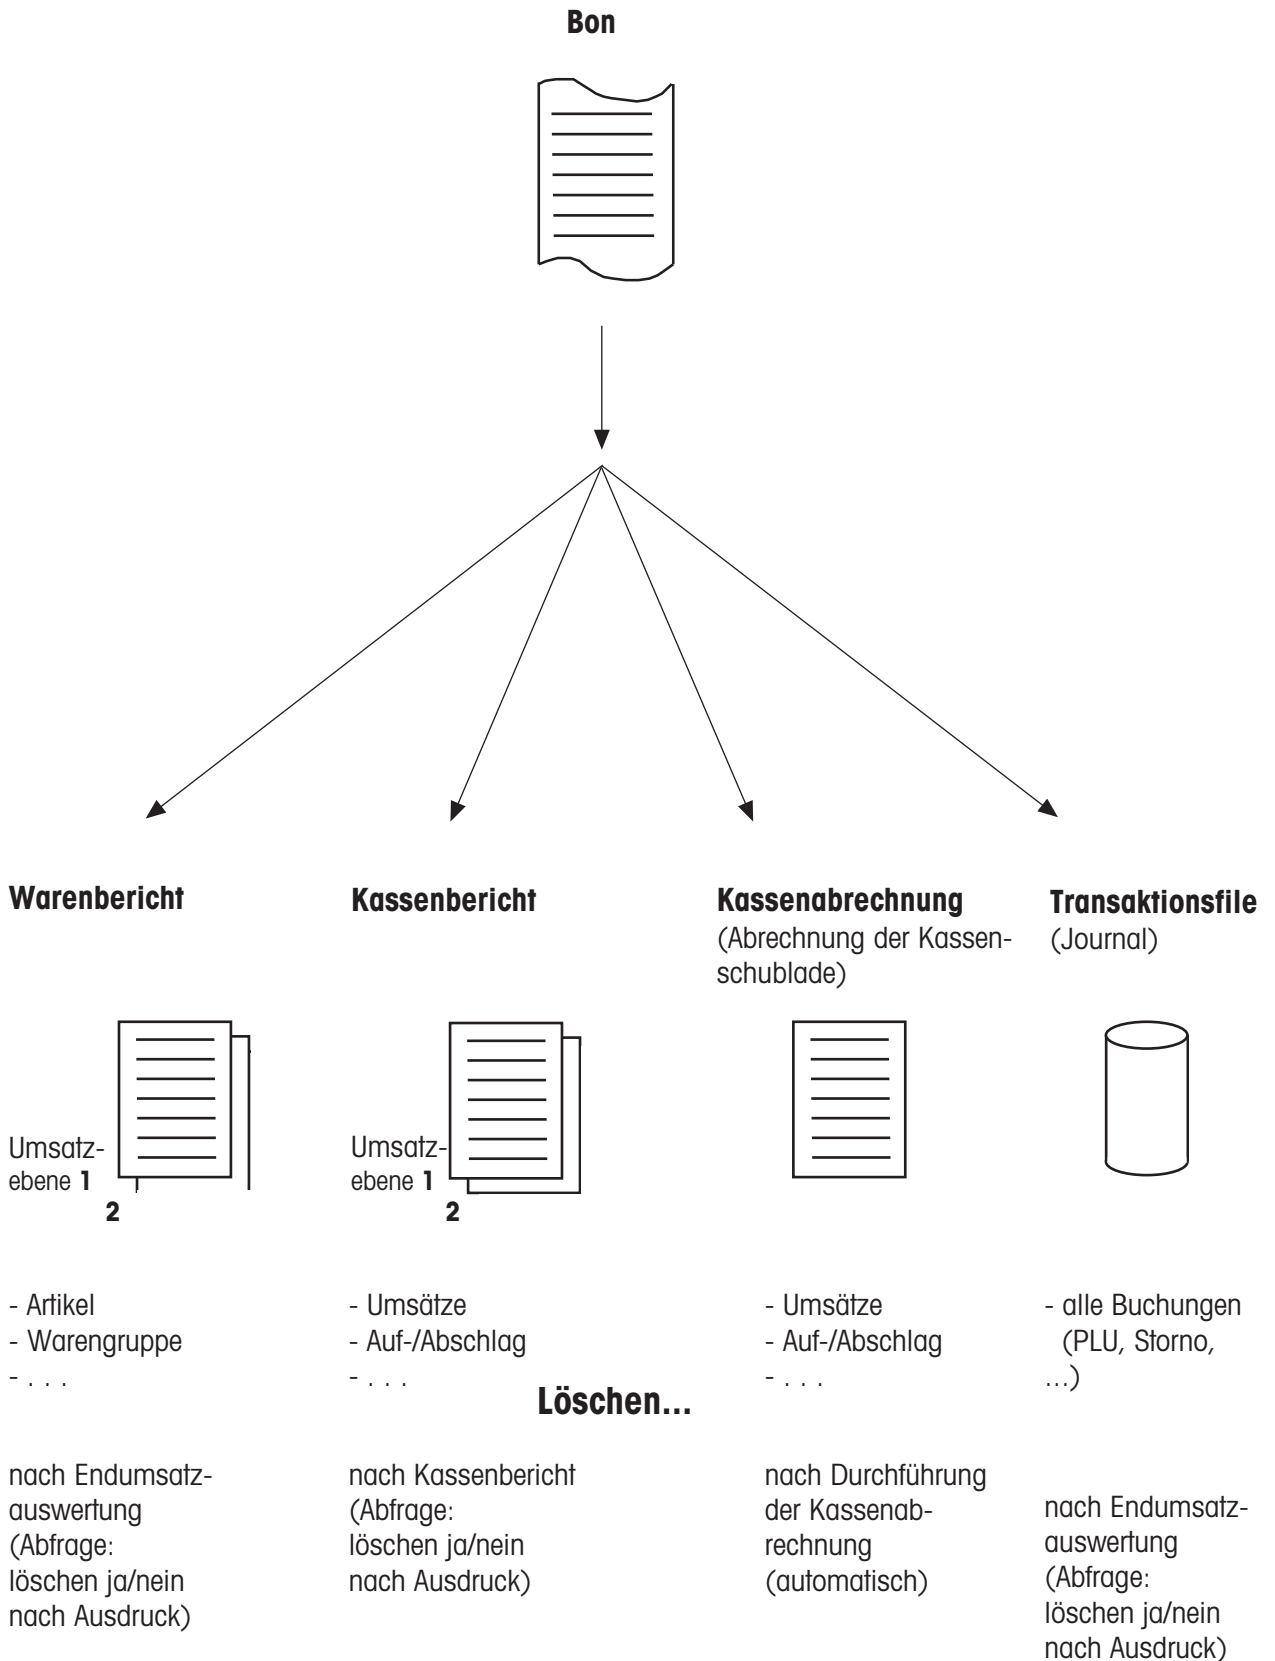 Bon
Warenbericht
Kassenbericht
Kassenabrechnung
(Abrechnung der Kassen-
schublade)
Transaktionsfile
(Journal)
Umsatz-
ebene 1
2
Umsatz-
ebene 1
2
- Artikel
- Warengruppe
- . . .
- Umsätze
- Auf-/Abschlag
- . . .
- Umsätze
- Auf-/Abschlag
- . . .
- alle Buchungen
(PLU, Storno,
...)
Löschen...
nach Endumsatz-
auswertung
(Abfrage:
löschen ja/nein
nach Ausdruck)
nach Kassenbericht
(Abfrage:
löschen ja/nein
nach Ausdruck)
nach Durchführung
der Kassenab-
rechnung
(automatisch)
nach Endumsatz-
auswertung
(Abfrage:
löschen ja/nein
nach Ausdruck)